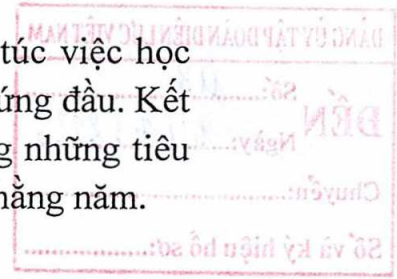 túc việc học
ứng đầu. Kết
g những tiêu
hằng năm.
ĐẢNG ỦY TẬP ĐOÀN ĐIỆN LỰC VIỆT NAM
ĐẾN
Số:
Ngày:
Chuyển:
Số và ký hiệu hồ sơ: